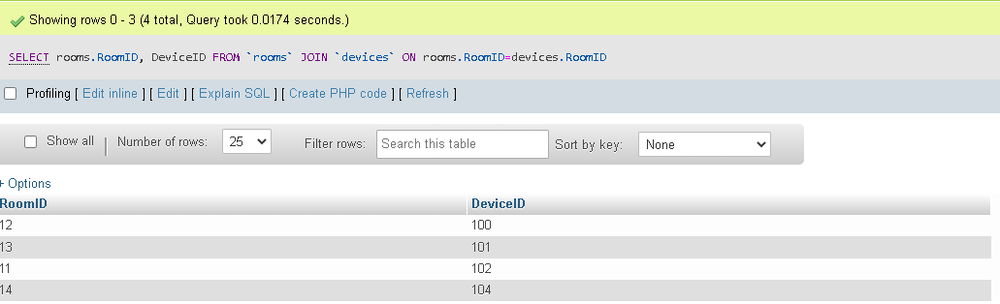 Showing rows 0 - 3 (4 total, Query took 0.0174 seconds.)
SELECT rooms.RoomID, DeviceID FROM `rooms` JOIN `devices` ON rooms.RoomID=devices.RoomID
Profiling [ Edit inline ] [ Edit ] [ Explain SQL ] [ Create PHP code ] [ Refresh ]
Show all | Number of rows: 25 Filter rows: Search this table Sort by key: None
+ Options
RoomID DeviceID
12 100
13 101
11 102
14 104